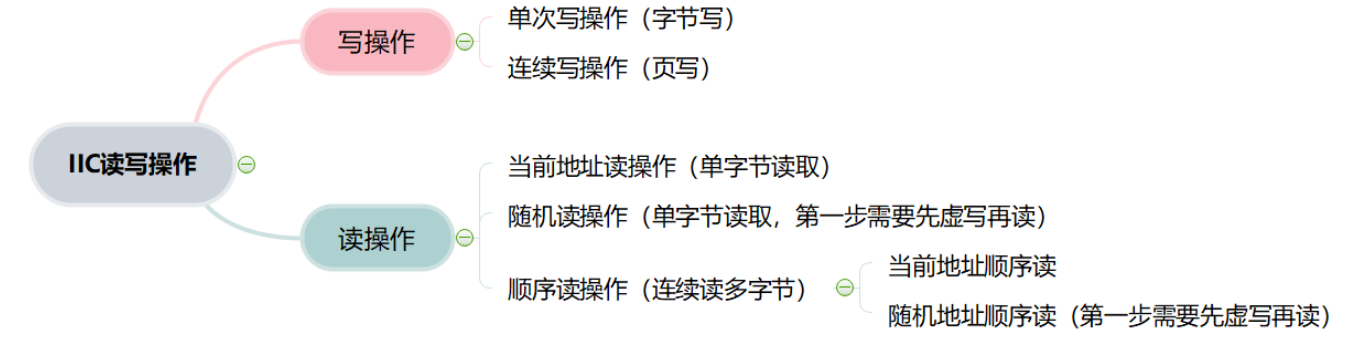 写操作
单次写操作（字节写）
连续写操作（页写）
IIC读写操作
读操作
当前地址读操作（单字节读取）
随机读操作（单字节读取，第一步需要先虚写再读）
顺序读操作（连续读多字节）
当前地址顺序读
随机地址顺序读（第一步需要先虚写再读）